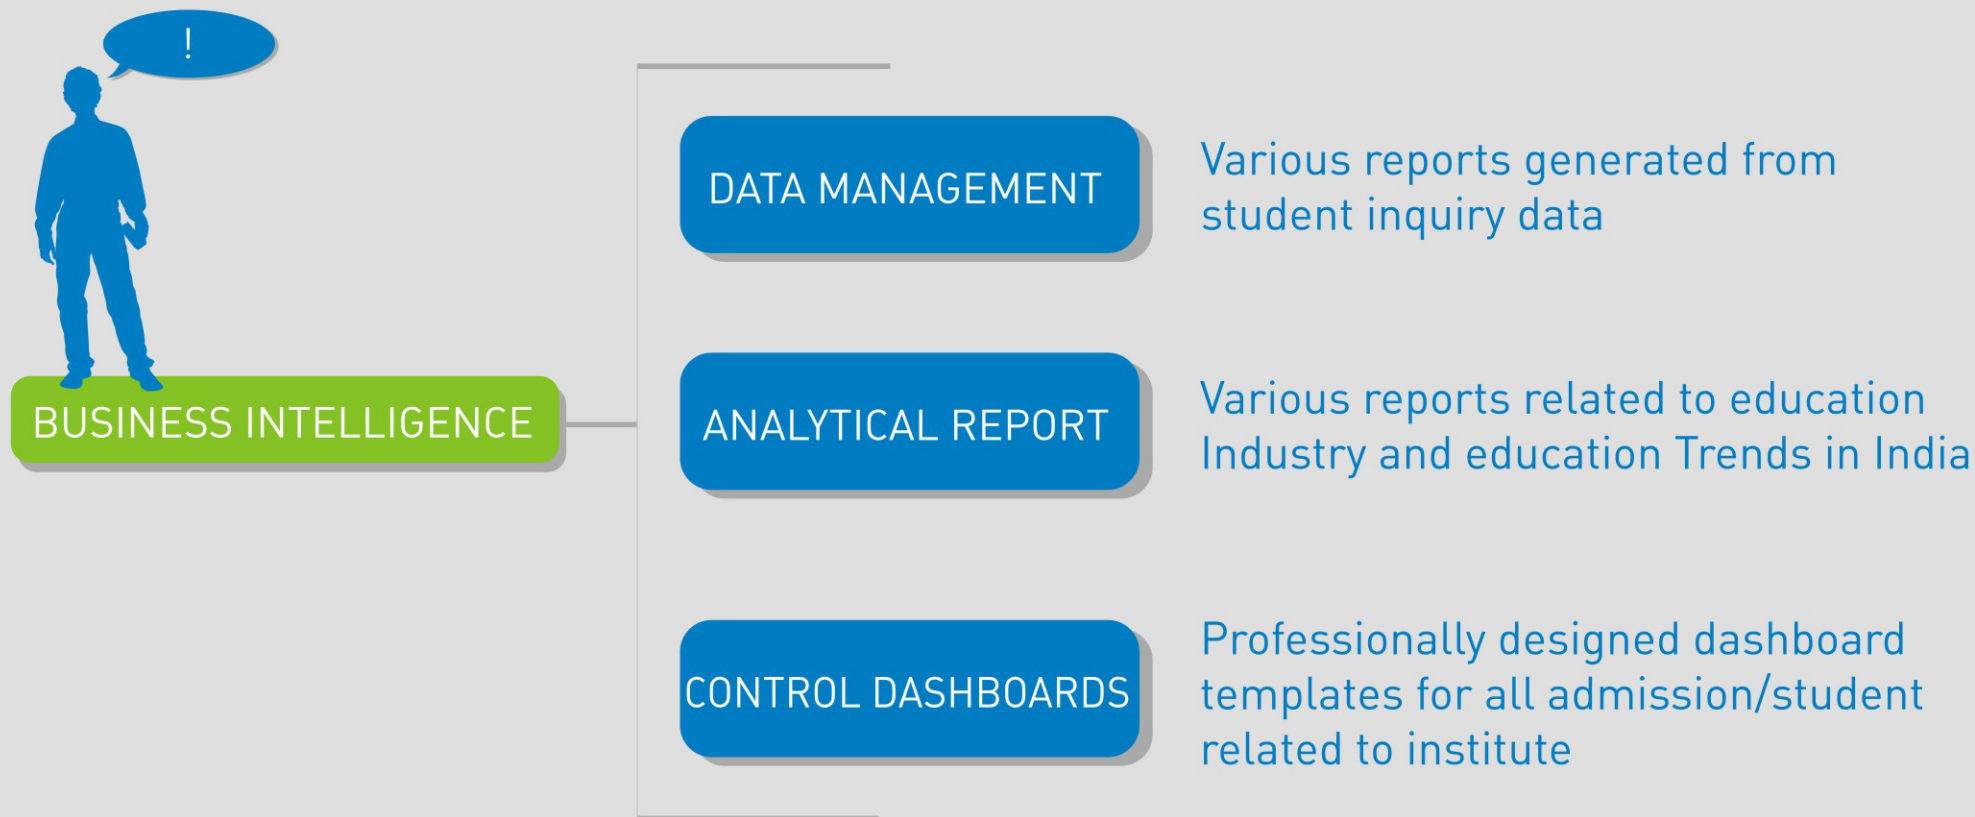 !
BUSINESS INTELLIGENCE
DATA MANAGEMENT
Various reports generated from
student inquiry data
ANALYTICAL REPORT
Various reports related to education
Industry and education Trends in India
CONTROL DASHBOARDS
Professionally designed dashboard
templates for all admission/student
related to institute